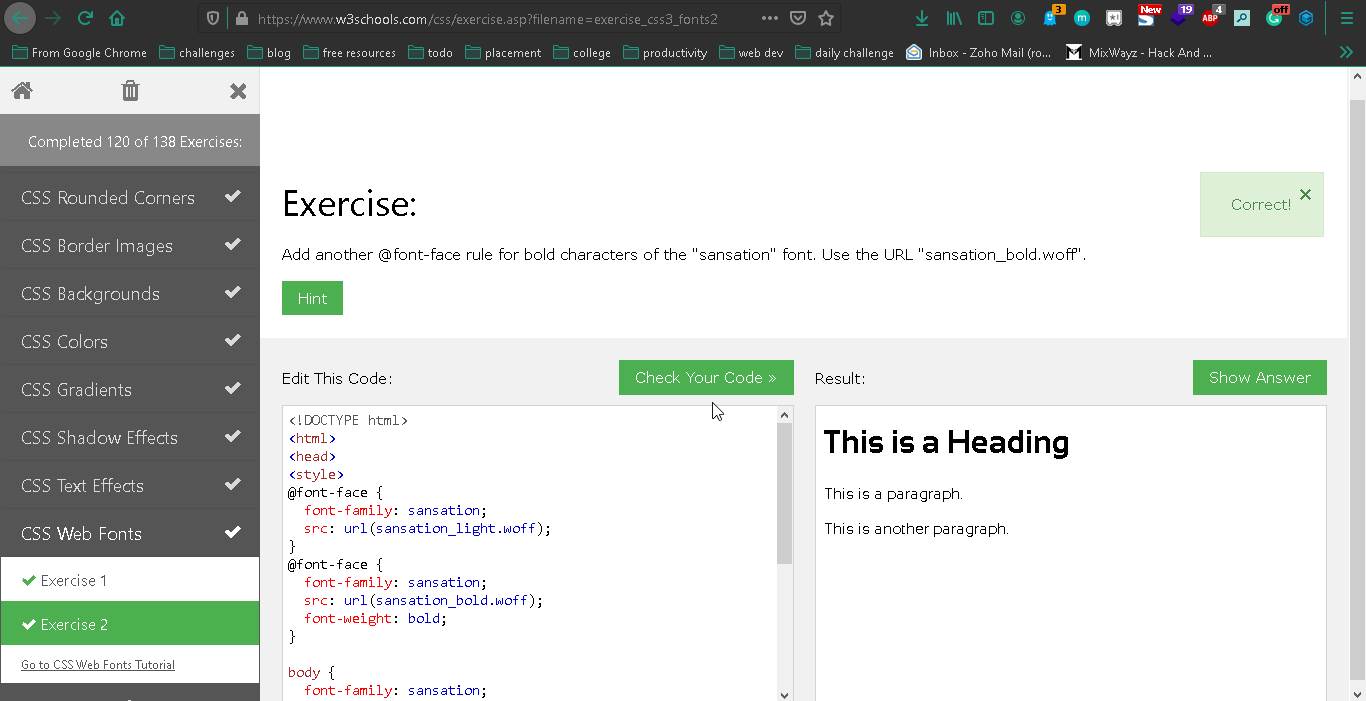 https://www.w3schools.com/css/exercise.asp?filename=exercise_css3_fonts2
3
m
New
19
ABP
4
off
From Google Chrome
challenges
blog
free resources
todo
placement
college
productivity
web dev
daily challenge
Inbox - Zoho Mail (ro...
MixWayz - Hack And ...
Completed 120 of 138 Exercises:
CSS Rounded Corners
CSS Border Images
CSS Backgrounds
CSS Colors
CSS Gradients
CSS Shadow Effects
CSS Text Effects
CSS Web Fonts
Exercise 1
Exercise 2
Go to CSS Web Fonts Tutorial
Exercise:
Correct!
Add another @font-face rule for bold characters of the "sansation" font. Use the URL "sansation_bold.woff".
Hint
Edit This Code:
Check Your Code »
<!DOCTYPE html>
<html>
<head>
<style>
@font-face {
  font-family: sansation;
  src: url(sansation_light.woff);
}
@font-face {
  font-family: sansation;
  src: url(sansation_bold.woff);
  font-weight: bold;
}
body {
  font-family: sansation;
Result:
Show Answer
This is a Heading
This is a paragraph.
This is another paragraph.